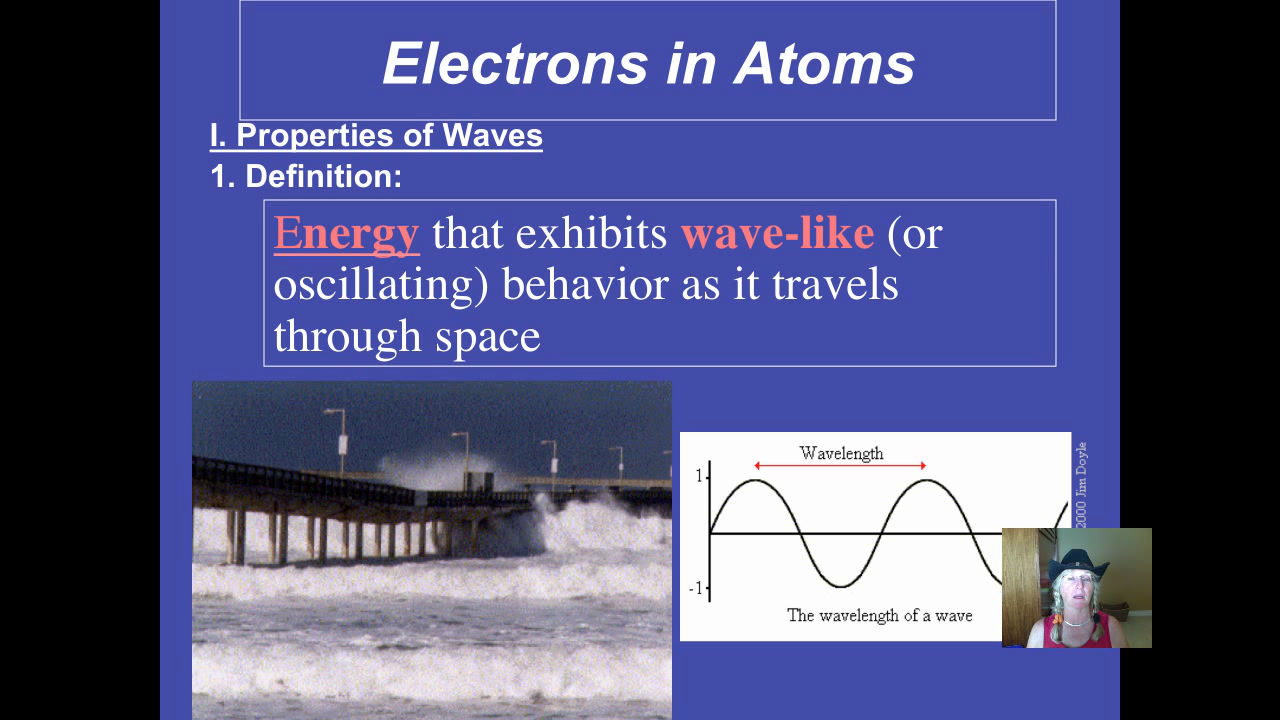 Electrons in Atoms
I. Properties of Waves
1. Definition:
Energy that exhibits wave-like (or
oscillating) behavior as it travels
through space
Wavelength
1
-1
The wavelength of a wave
2000 Jim Doyle